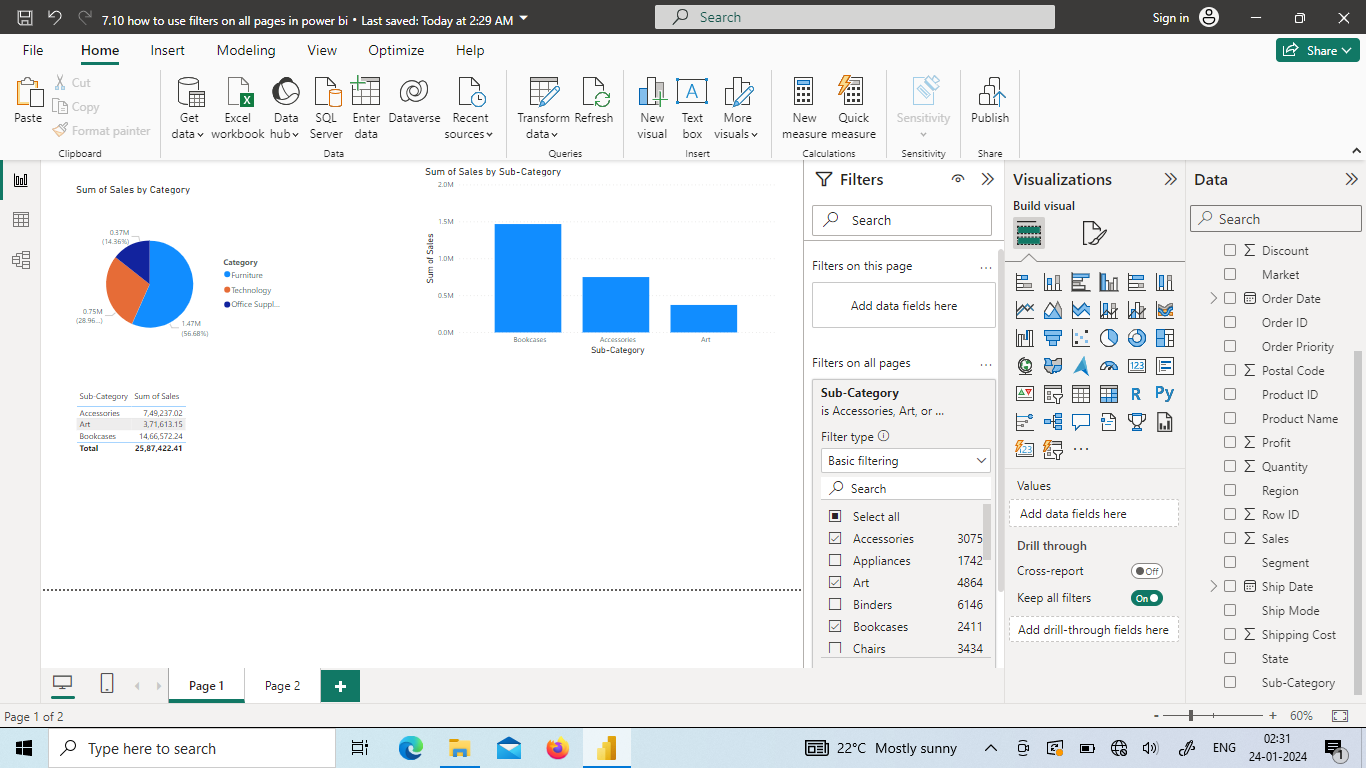 7.10 how to use filters on all pages in power bi • Last saved: Today at 2:29 AM
Search
Sign in
File
Home
Insert
Modeling
View
Optimize
Help
Share
Paste
Cut
Copy
Format painter
Clipboard
Get data
Excel workbook
Data hub
SQL Server
Enter data
Dataverse
Recent sources
Data
Transform data
Refresh
Queries
New visual
Text box
More visuals
Insert
New measure
Quick measure
Calculations
Sensitivity
Sensitivity
Publish
Share
Sum of Sales by Category
0.37M
(14.36%)
0.75M
(28.96...)
1.47M
(56.68%)
Category
Furniture
Technology
Office Suppl...
Sum of Sales by Sub-Category
2.0M
1.5M
1.0M
0.5M
0.0M
Sum of Sales
Bookcases
Accessories
Art
Sub-Category
Sub-Category Sum of Sales
Accessories 7,49,237.02
Art 3,71,613.15
Bookcases 14,66,572.24
Total 25,87,422.41
Filters
Search
Filters on this page
...
Add data fields here
Filters on all pages
...
Sub-Category
is Accessories, Art, or ...
Filter type
Basic filtering
Search
Select all
Accessories 3075
Appliances 1742
Art 4864
Binders 6146
Bookcases 2411
Chairs 3434
Visualizations
Build visual
123
R
Py
123
...
Values
Add data fields here
Drill through
Cross-report
Off
Keep all filters
On
Add drill-through fields here
Data
Search
Discount
Market
Order Date
Order ID
Order Priority
Postal Code
Product ID
Product Name
Profit
Quantity
Region
Row ID
Sales
Segment
Ship Date
Ship Mode
Shipping Cost
State
Sub-Category
Page 1
Page 2
+
Page 1 of 2
- + 60%
Type here to search
22°C Mostly sunny
ENG
02:31
24-01-2024
1